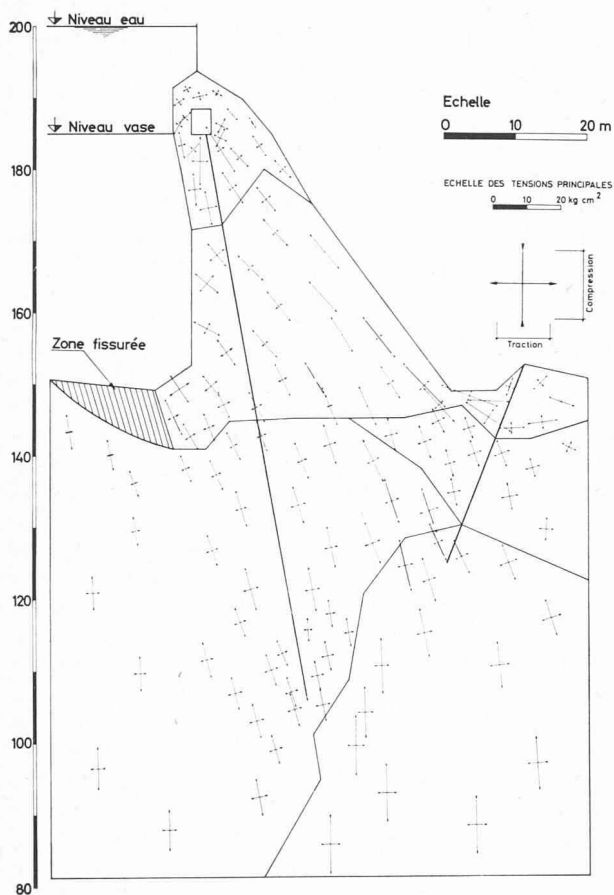 200
Niveau eau
Niveau vase
180
160
Zone fissurée
140
120
100
80
Echelle
0 10 20 m
ECHELLE DES TENSIONS PRINCIPALES
0 10 20 kg cm²
Compression
Traction